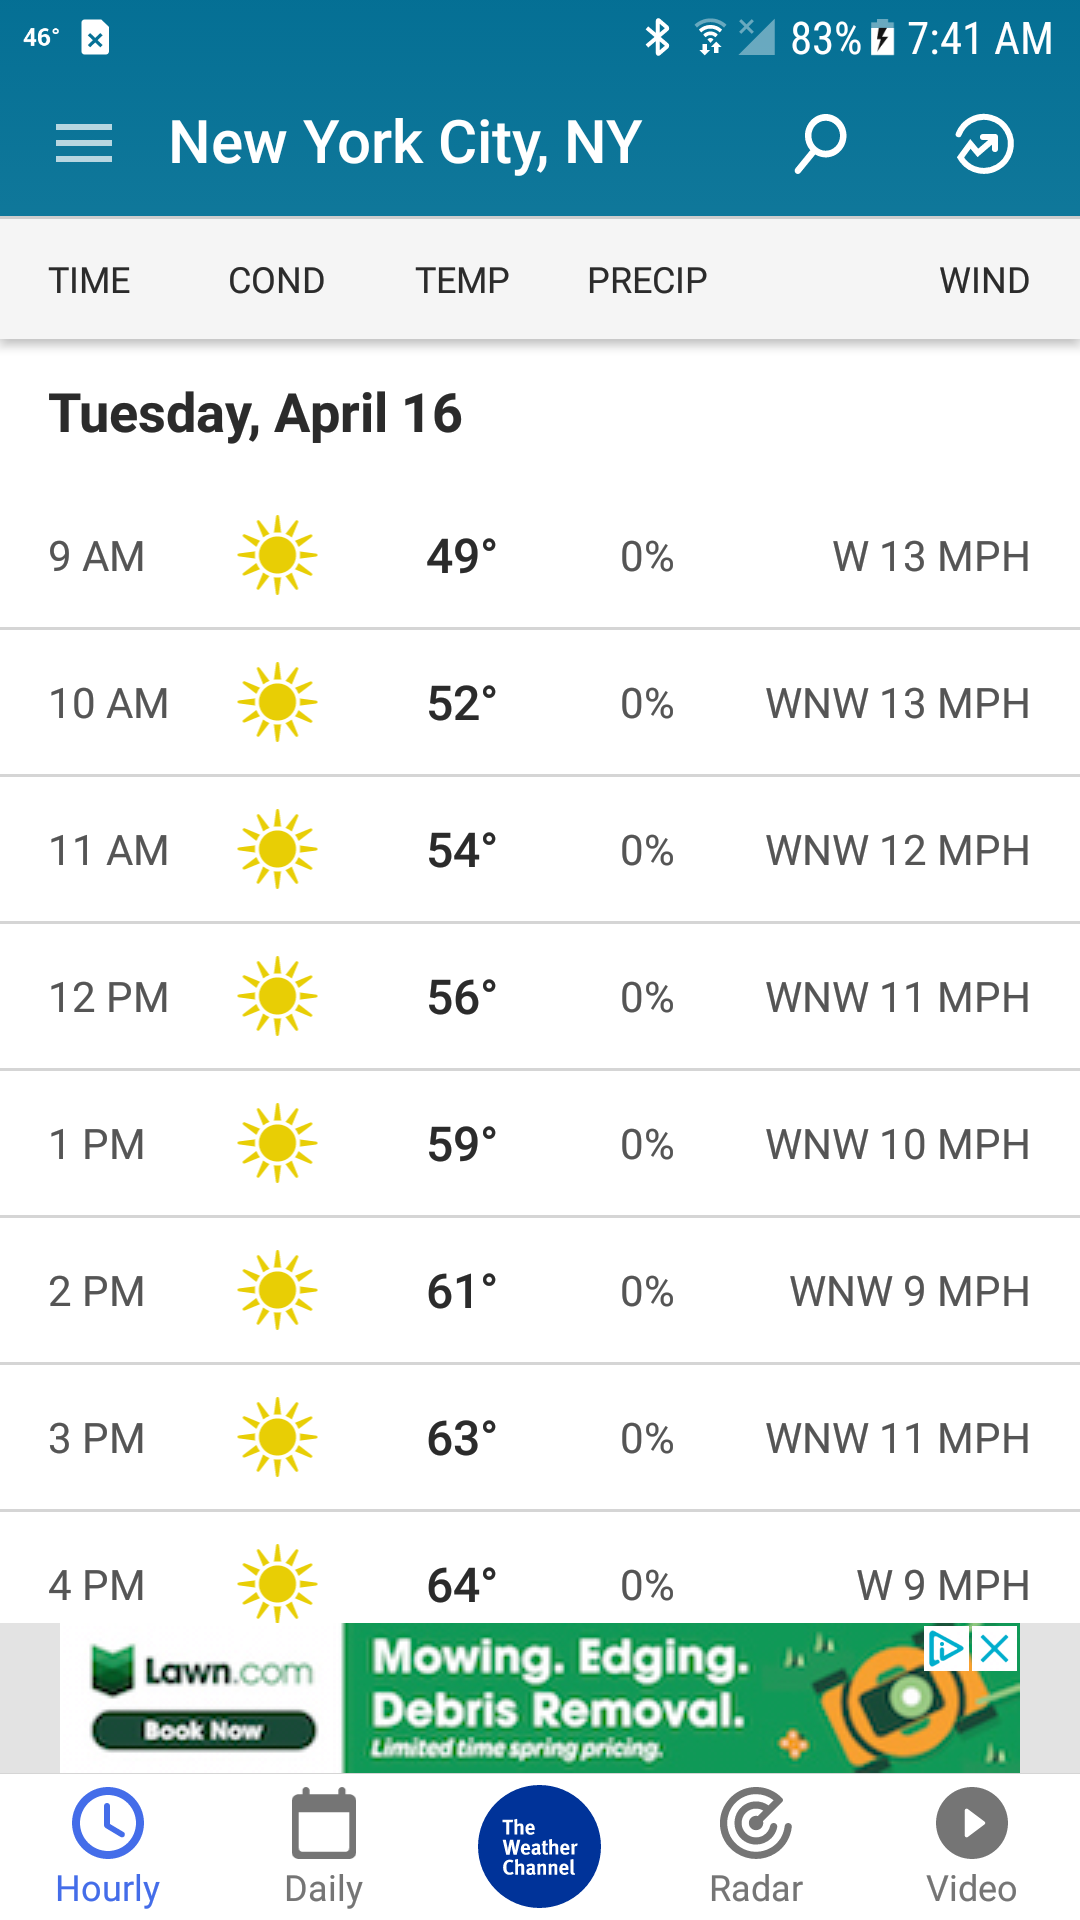 46° 83% 7:41 AM
New York City, NY
TIME COND TEMP PRECIP WIND
Tuesday, April 16
9 AM 49° 0% W 13 MPH
10 AM 52° 0% WNW 13 MPH
11 AM 54° 0% WNW 12 MPH
12 PM 56° 0% WNW 11 MPH
1 PM 59° 0% WNW 10 MPH
2 PM 61° 0% WNW 9 MPH
3 PM 63° 0% WNW 11 MPH
4 PM 64° 0% W 9 MPH
Lawn.com
Book Now
Mowing. Edging.
Debris Removal.
Limited time spring pricing.
The
Weather
Channel
Hourly Daily Radar Video